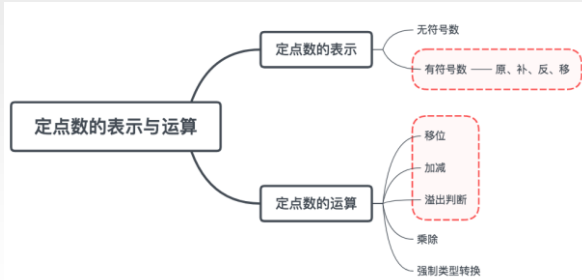 定点数的表示与运算
定点数的表示
无符号数
有符号数 原、补、反、移
定点数的运算
移位
加减
溢出判断
乘除
强制类型转换